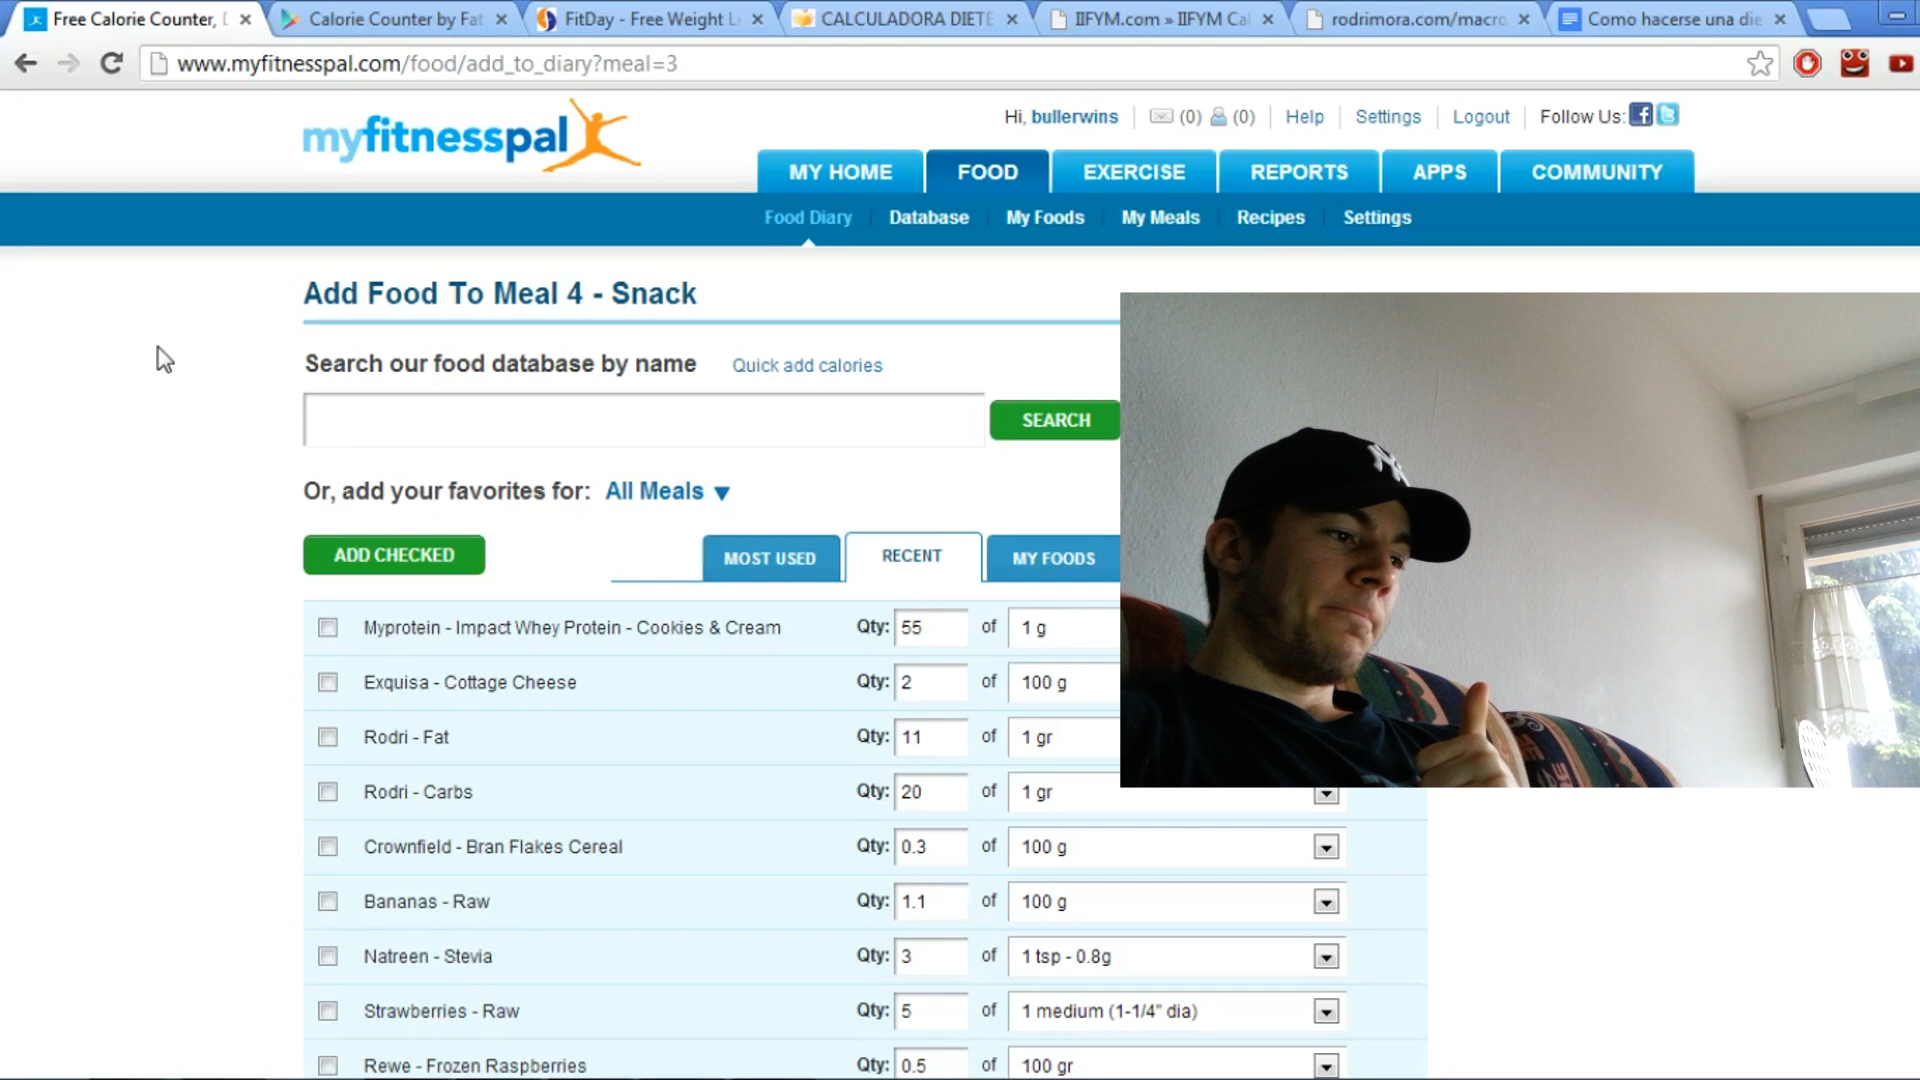 Free Calorie Counter, D
Calorie Counter by Fat
FitDay - Free Weight L
CALCULADORA DIETE
IIFYM.com » IIFYM Cal
rodrimora.com/macro
Como hacerse una die
www.myfitnesspal.com/food/add_to_diary?meal=3
myfitnesspal
Hi, bullerwins (0) (0) Help Settings Logout Follow Us:
MY HOME FOOD EXERCISE REPORTS APPS COMMUNITY
Food Diary Database My Foods My Meals Recipes Settings
Add Food To Meal 4 - Snack
Search our food database by name Quick add calories
SEARCH
Or, add your favorites for: All Meals
ADD CHECKED MOST USED RECENT MY FOODS
Myprotein - Impact Whey Protein - Cookies & Cream Qty: 55 of 1 g
Exquisa - Cottage Cheese Qty: 2 of 100 g
Rodri - Fat Qty: 11 of 1 gr
Rodri - Carbs Qty: 20 of 1 gr
Crownfield - Bran Flakes Cereal Qty: 0.3 of 100 g
Bananas - Raw Qty: 1.1 of 100 g
Natreen - Stevia Qty: 3 of 1 tsp - 0.8g
Strawberries - Raw Qty: 5 of 1 medium (1-1/4" dia)
Rewe - Frozen Raspberries Qty: 0.5 of 100 gr
NY